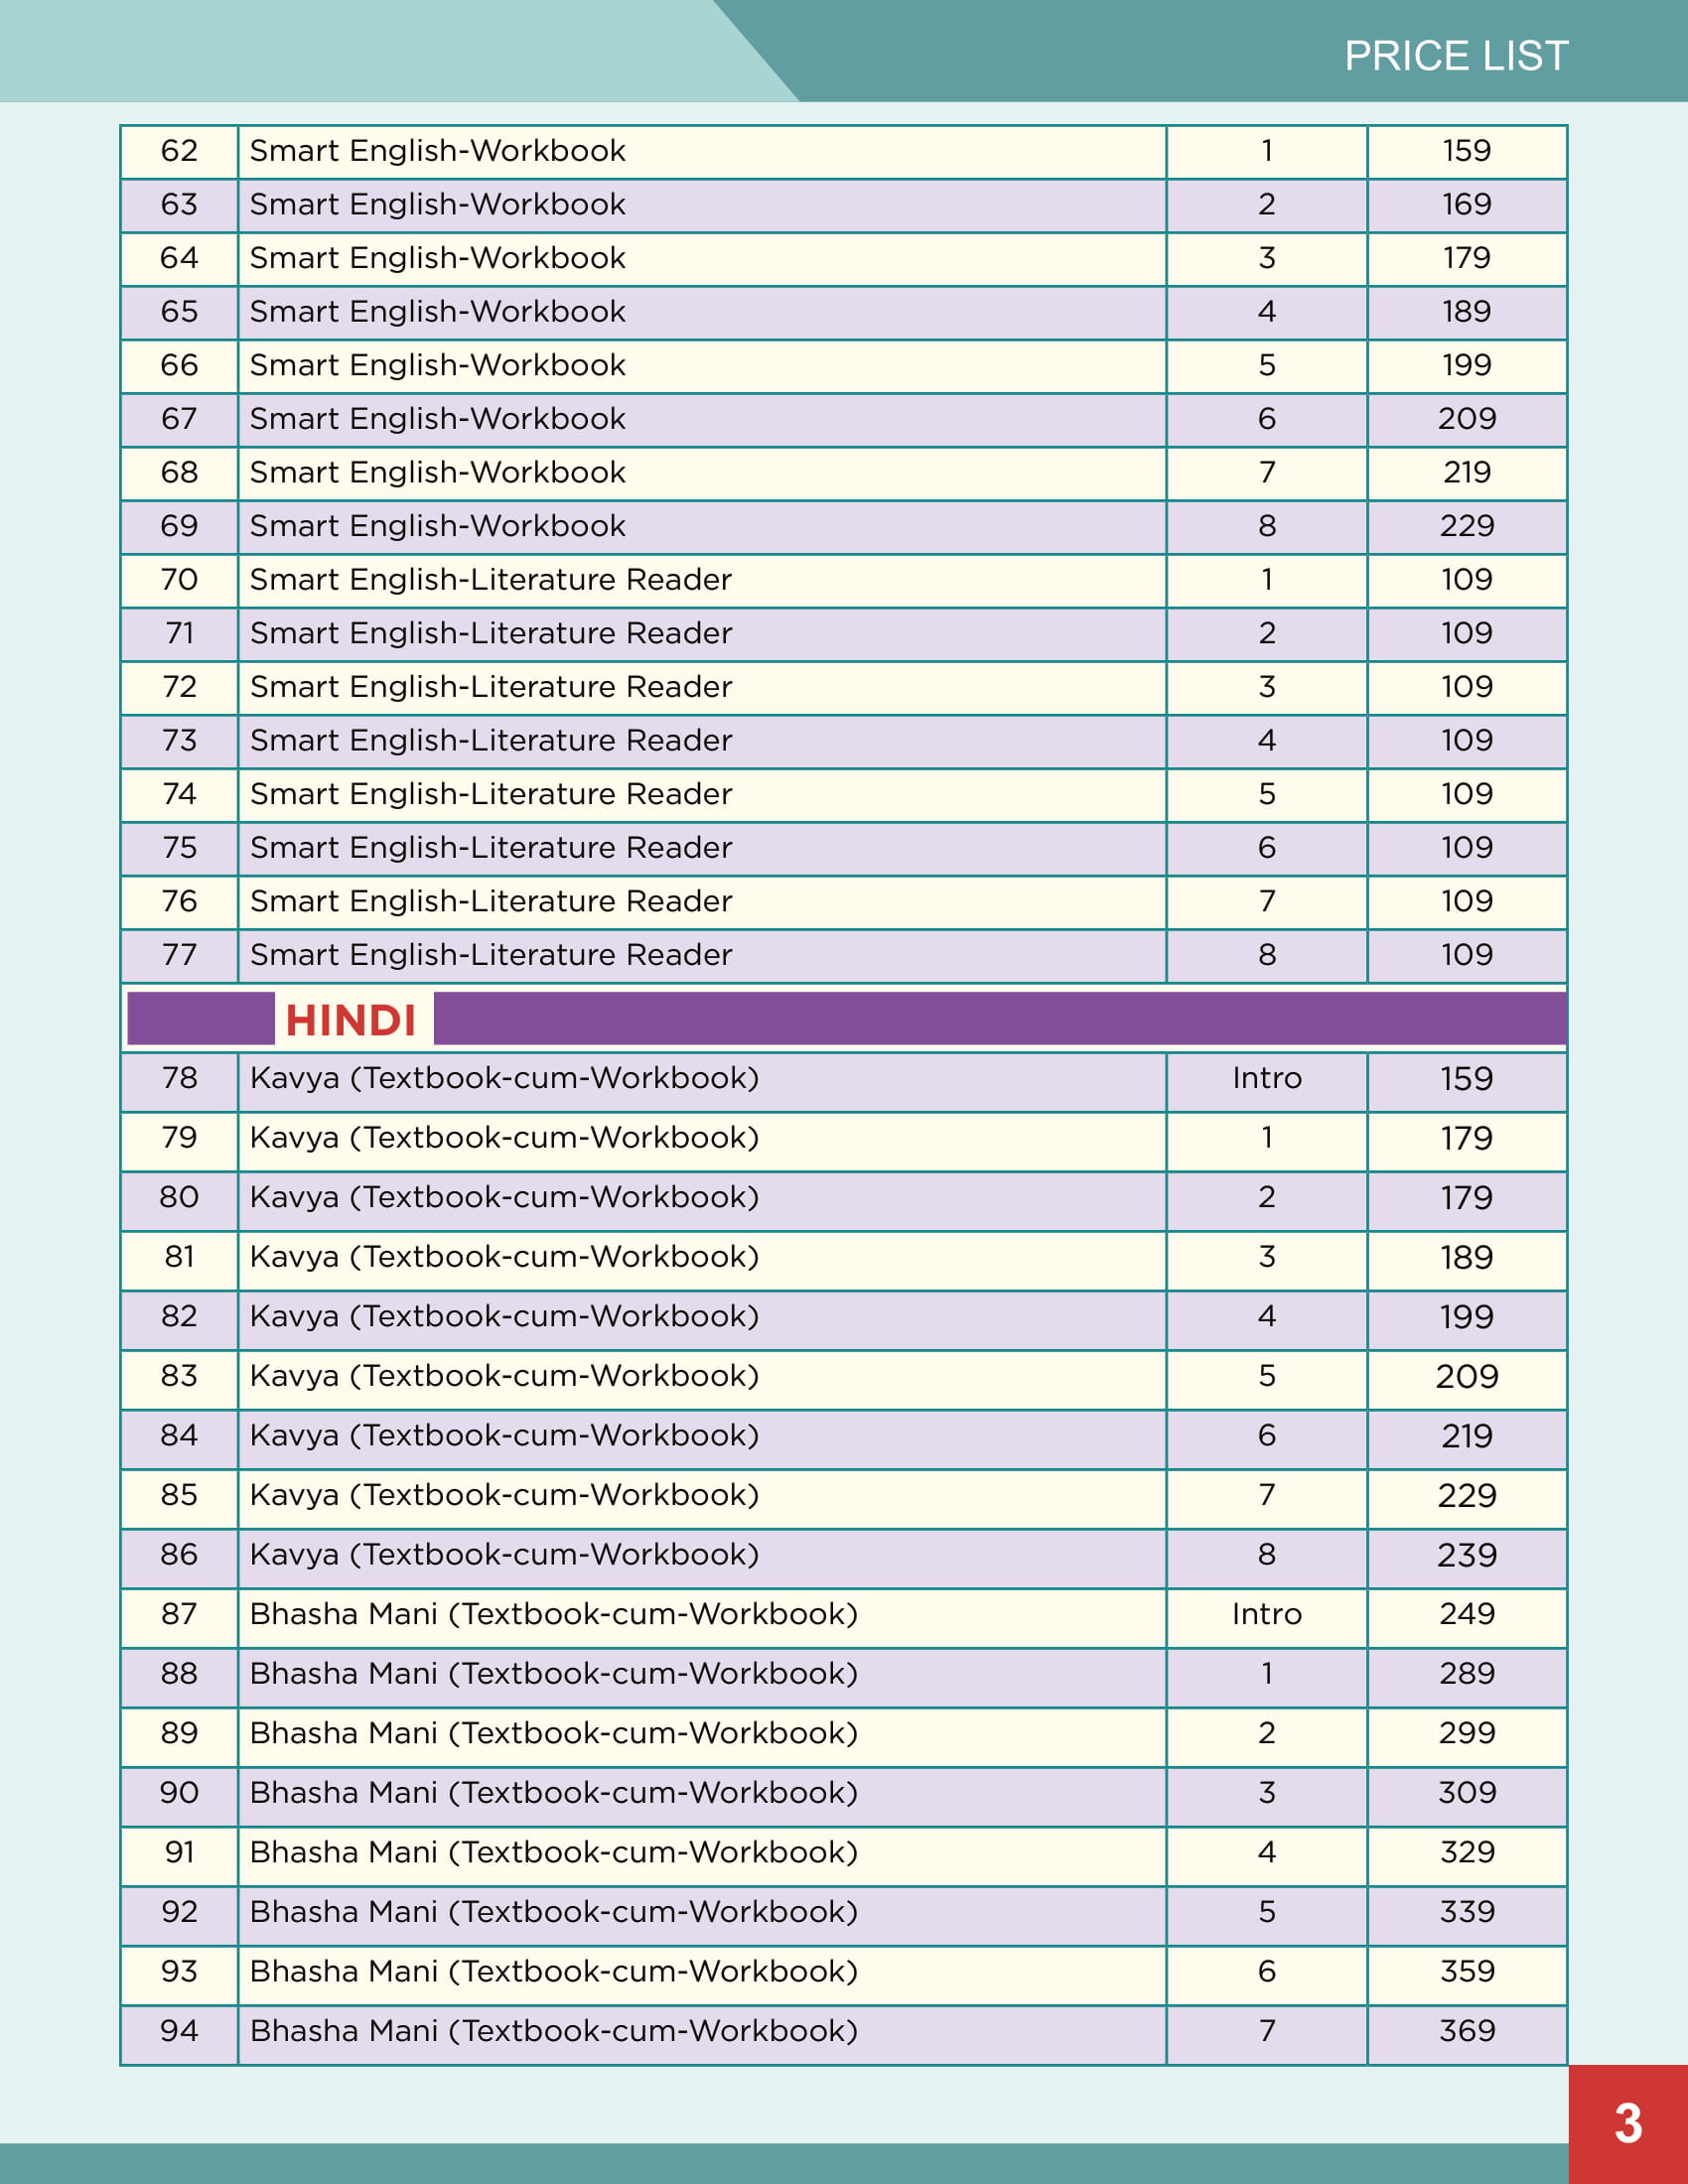 PRICE LIST
62 Smart English-Workbook 1 159
63 Smart English-Workbook 2 169
64 Smart English-Workbook 3 179
65 Smart English-Workbook 4 189
66 Smart English-Workbook 5 199
67 Smart English-Workbook 6 209
68 Smart English-Workbook 7 219
69 Smart English-Workbook 8 229
70 Smart English-Literature Reader 1 109
71 Smart English-Literature Reader 2 109
72 Smart English-Literature Reader 3 109
73 Smart English-Literature Reader 4 109
74 Smart English-Literature Reader 5 109
75 Smart English-Literature Reader 6 109
76 Smart English-Literature Reader 7 109
77 Smart English-Literature Reader 8 109
HINDI
78 Kavya (Textbook-cum-Workbook) Intro 159
79 Kavya (Textbook-cum-Workbook) 1 179
80 Kavya (Textbook-cum-Workbook) 2 179
81 Kavya (Textbook-cum-Workbook) 3 189
82 Kavya (Textbook-cum-Workbook) 4 199
83 Kavya (Textbook-cum-Workbook) 5 209
84 Kavya (Textbook-cum-Workbook) 6 219
85 Kavya (Textbook-cum-Workbook) 7 229
86 Kavya (Textbook-cum-Workbook) 8 239
87 Bhasha Mani (Textbook-cum-Workbook) Intro 249
88 Bhasha Mani (Textbook-cum-Workbook) 1 289
89 Bhasha Mani (Textbook-cum-Workbook) 2 299
90 Bhasha Mani (Textbook-cum-Workbook) 3 309
91 Bhasha Mani (Textbook-cum-Workbook) 4 329
92 Bhasha Mani (Textbook-cum-Workbook) 5 339
93 Bhasha Mani (Textbook-cum-Workbook) 6 359
94 Bhasha Mani (Textbook-cum-Workbook) 7 369
3